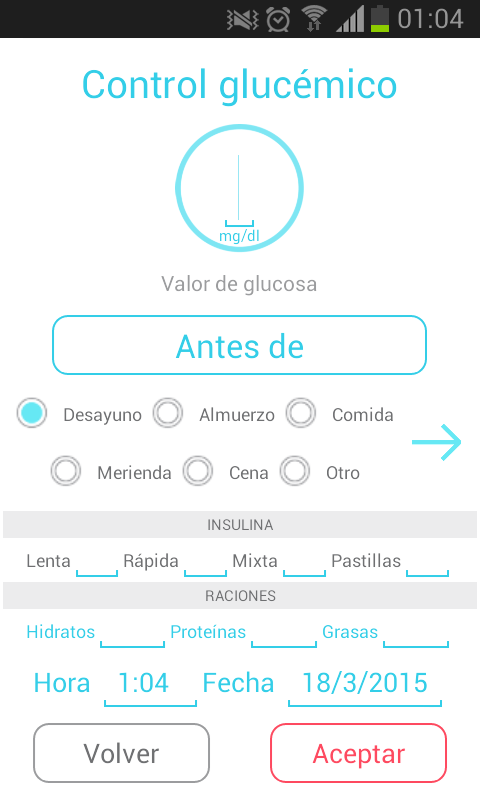 01:04
Control glucémico
mg/dl
Valor de glucosa
Antes de
Desayuno Almuerzo Comida
Merienda Cena Otro
INSULINA
Lenta Rápida Mixta Pastillas
RACIONES
Hidratos Proteínas Grasas
Hora 1:04 Fecha 18/3/2015
Volver Aceptar